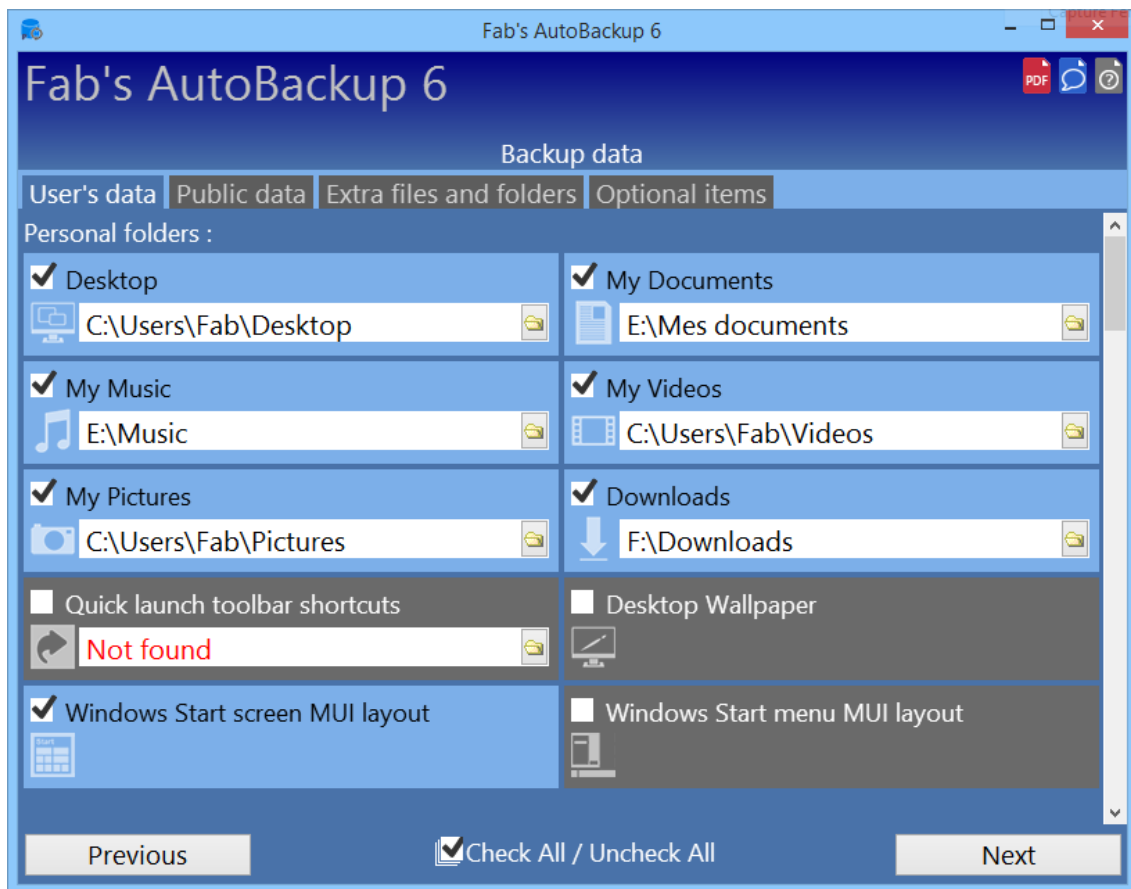 Capture Fe
Fab's AutoBackup 6
Fab's AutoBackup 6
PDF
Backup data
User's data Public data Extra files and folders Optional items
Personal folders :
Desktop
C:\Users\Fab\Desktop
My Documents
E:\Mes documents
My Music
E:\Music
My Videos
C:\Users\Fab\Videos
My Pictures
C:\Users\Fab\Pictures
Downloads
F:\Downloads
Quick launch toolbar shortcuts
Not found
Desktop Wallpaper
Windows Start screen MUI layout
Start
Windows Start menu MUI layout
Previous
Check All / Uncheck All
Next